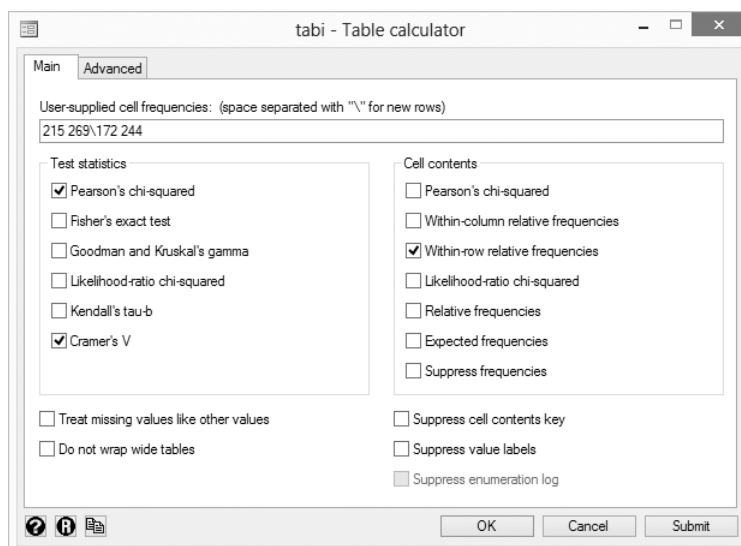 tabi - Table calculator
Main
Advanced
User-supplied cell frequencies: (space separated with "\" for new rows)
215 269\172 244
Test statistics
Pearson's chi-squared
Fisher's exact test
Goodman and Kruskal's gamma
Likelihood-ratio chi-squared
Kendall's tau-b
Cramer's V
Cell contents
Pearson's chi-squared
Within-column relative frequencies
Within-row relative frequencies
Likelihood-ratio chi-squared
Relative frequencies
Expected frequencies
Suppress frequencies
Treat missing values like other values
Do not wrap wide tables
Suppress cell contents key
Suppress value labels
Suppress enumeration log
? R
OK
Cancel
Submit